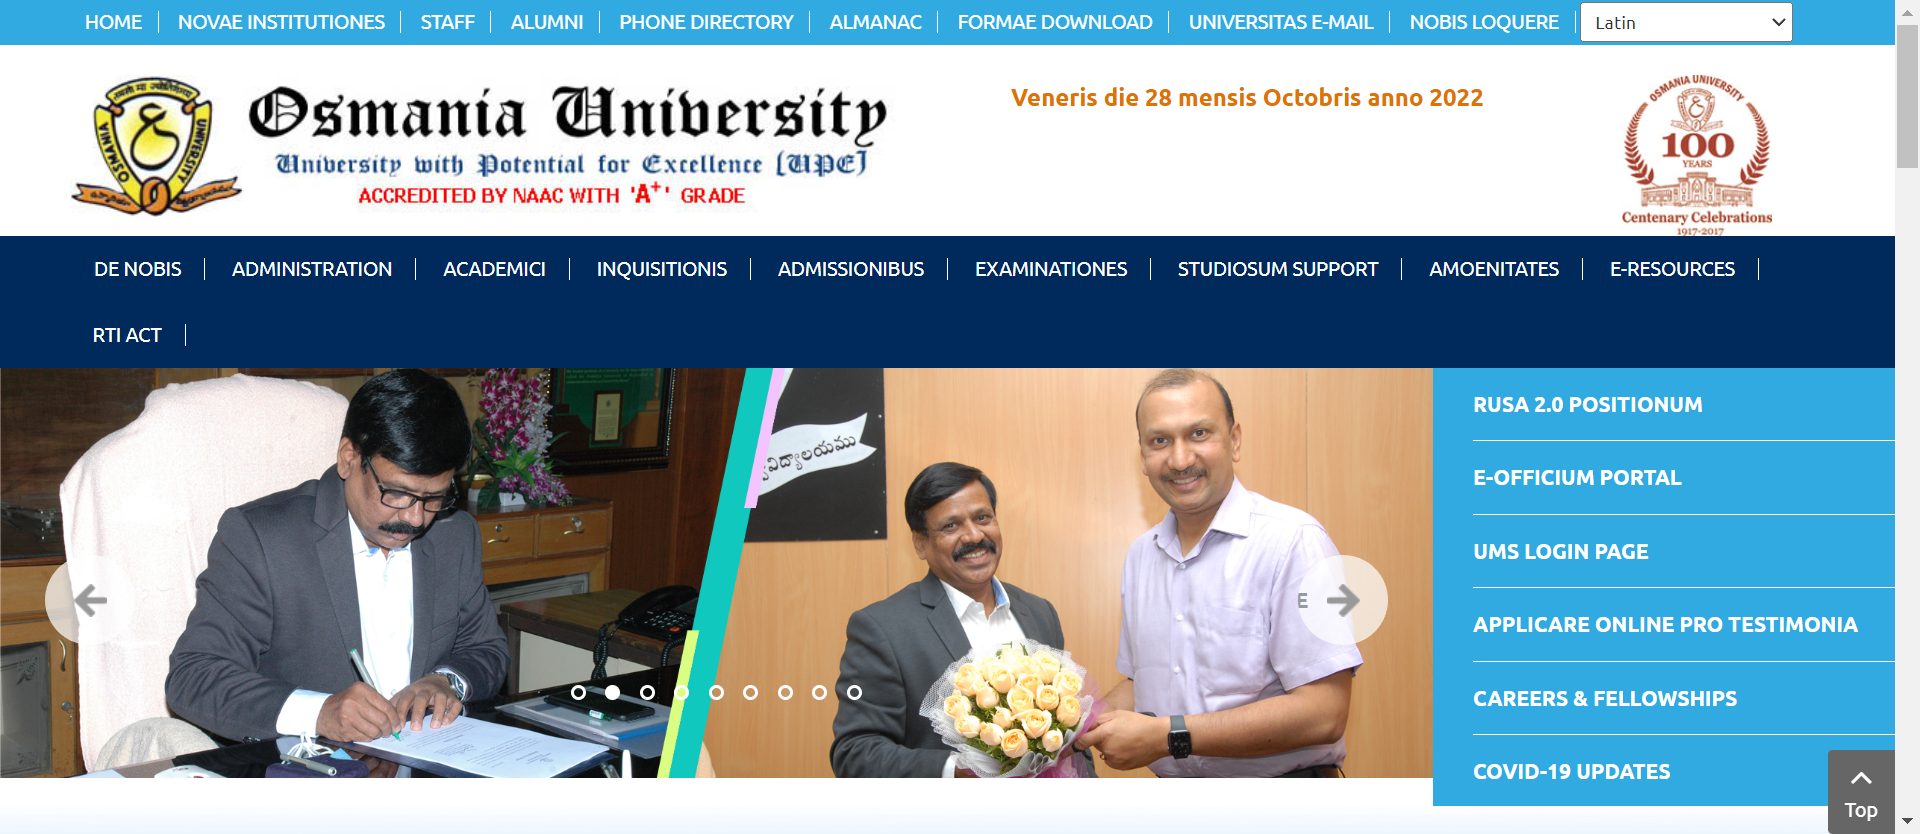 HOME NOVAE INSTITUTIONES STAFF ALUMNI PHONE DIRECTORY ALMANAC FORMAE DOWNLOAD UNIVERSITAS E-MAIL NOBIS LOQUERE Latin
Osmania University
University with Potential for Excellence [UPE]
ACCREDITED BY NAAC WITH 'A+' GRADE
OSMANIA UNIVERSITY
Veneris die 28 mensis Octobris anno 2022
OSMANIA UNIVERSITY
100
YEARS
Centenary Celebrations
1917-2017
DE NOBIS ADMINISTRATION ACADEMICI INQUISITIONIS ADMISSIONIBUS EXAMINATIONES STUDIOSUM SUPPORT AMOENITATES E-RESOURCES
RTI ACT
విద్యాలయము
E
RUSA 2.0 POSITIONUM
E-OFFICIUM PORTAL
UMS LOGIN PAGE
APPLICARE ONLINE PRO TESTIMONIA
CAREERS & FELLOWSHIPS
COVID-19 UPDATES
Top